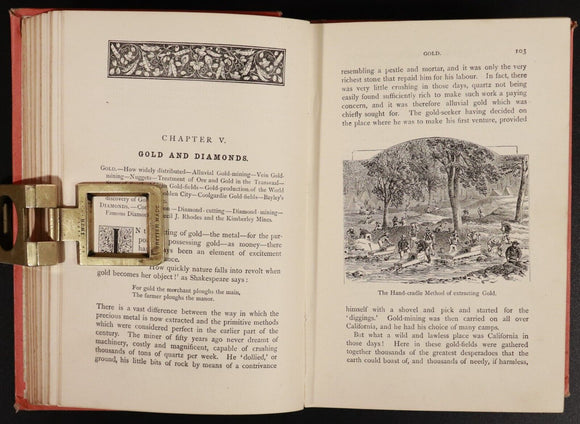 CHAPTER V.
GOLD AND DIAMONDS.
GOLD.—How widely distributed—Alluvial Gold-mining—Vein Gold-
mining—Nuggets—Treatment of Ore and Gold in the Transvaal—
Gold-fields—Gold-production of the World
City—Coolgardie Gold-fields—Bayley's
discovery of
DIAMONDS.—
—Diamond-cutting—Diamond-mining—
Famous
J. Rhodes and the Kimberley Mines.
IN the
of gold—the metal—for the pur-
possessing gold—as money—there
been an element of excitement
How quickly nature falls into revolt when
gold becomes her object!' as Shakespeare says:
For gold the merchant ploughs the main,
The farmer ploughs the manor.
There is a vast difference between the way in which the
precious metal is now extracted and the primitive methods
which were considered perfect in the earlier part of the
century. The miner of fifty years ago never dreamt of
machinery, costly and magnificent, capable of crushing
thousands of tons of quartz per week. He 'dollied,' or
ground, his little bits of rock by means of a contrivance
GOLD. 103
resembling a pestle and mortar, and it was only the very
richest stone that repaid him for his labour. In fact, there
was very little crushing in those days, quartz not being
easily found sufficiently rich to make such work a paying
concern, and it was therefore alluvial gold which was
chiefly sought for. The gold-seeker having decided on
the place where he was to make his first venture, provided
The Hand-cradle Method of extracting Gold.
himself with a shovel and pick and started for the
'diggings.' Gold-mining was then carried on all over
California, and he had his choice of many camps.
But what a wild and lawless place was California in
those days! Here in these gold-fields were gathered
together thousands of the greatest desperadoes that the
earth could boast of, and thousands of needy, if harmless,